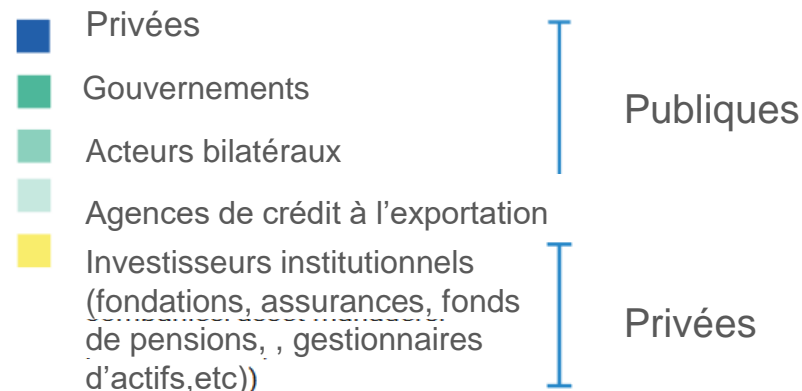 Privées
Gouvernements
Publiques
Acteurs bilatéraux
Agences de crédit à l'exportation
Investisseurs institutionnels
(fondations, assurances, fonds
Privées
de pensions, , gestionnaires
d'actifs,etc))